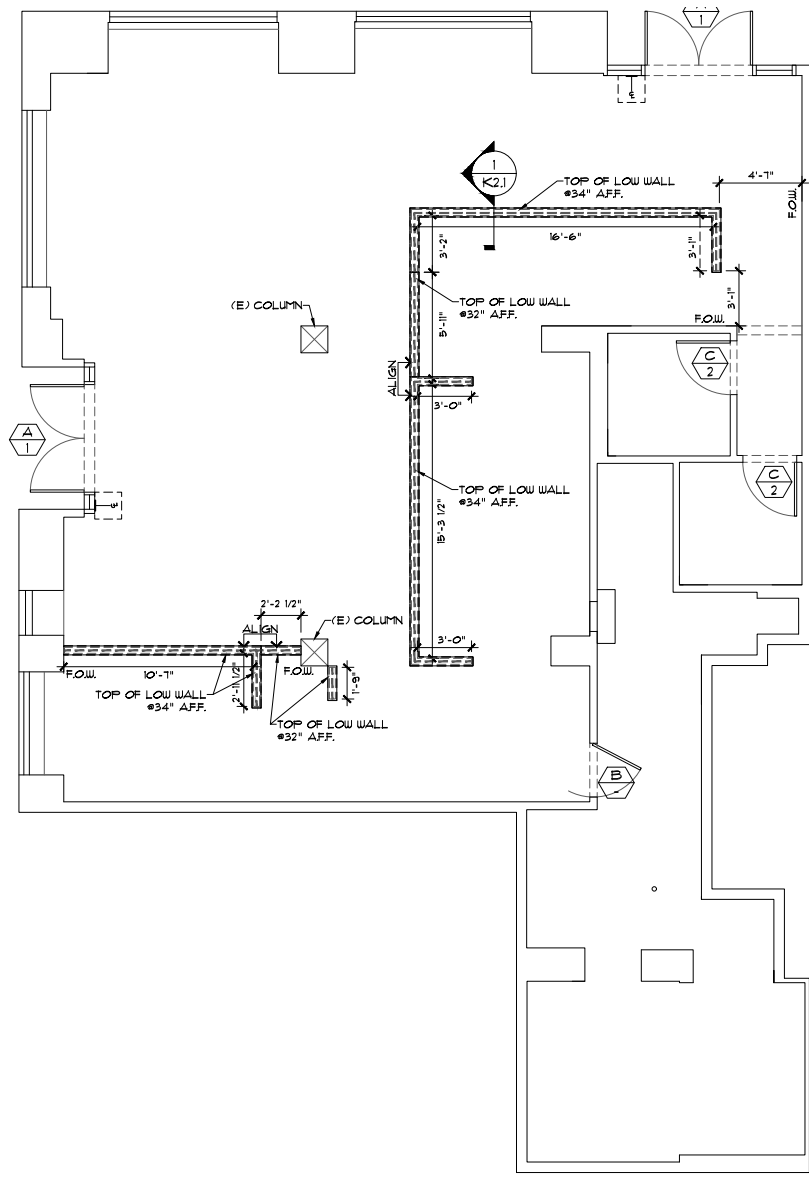 1
1
K2.1
TOP OF LOW WALL
@34" A.F.F.
4'-7"
F.O.W.
16'-6"
3'-2"
3'-1"
3'-1"
F.O.W.
(E) COLUMN
TOP OF LOW WALL
@32" A.F.F.
5'-11"
ALIGN
3'-0"
C
2
A
1
C
2
TOP OF LOW WALL
@34" A.F.F.
15'-3 1/2"
E
E
2'-2 1/2"
ALIGN
(E) COLUMN
3'-0"
F.O.W.
10'-7"
F.O.W.
2'-11 1/2"
1'-9"
TOP OF LOW WALL
@34" A.F.F.
TOP OF LOW WALL
@32" A.F.F.
B
-